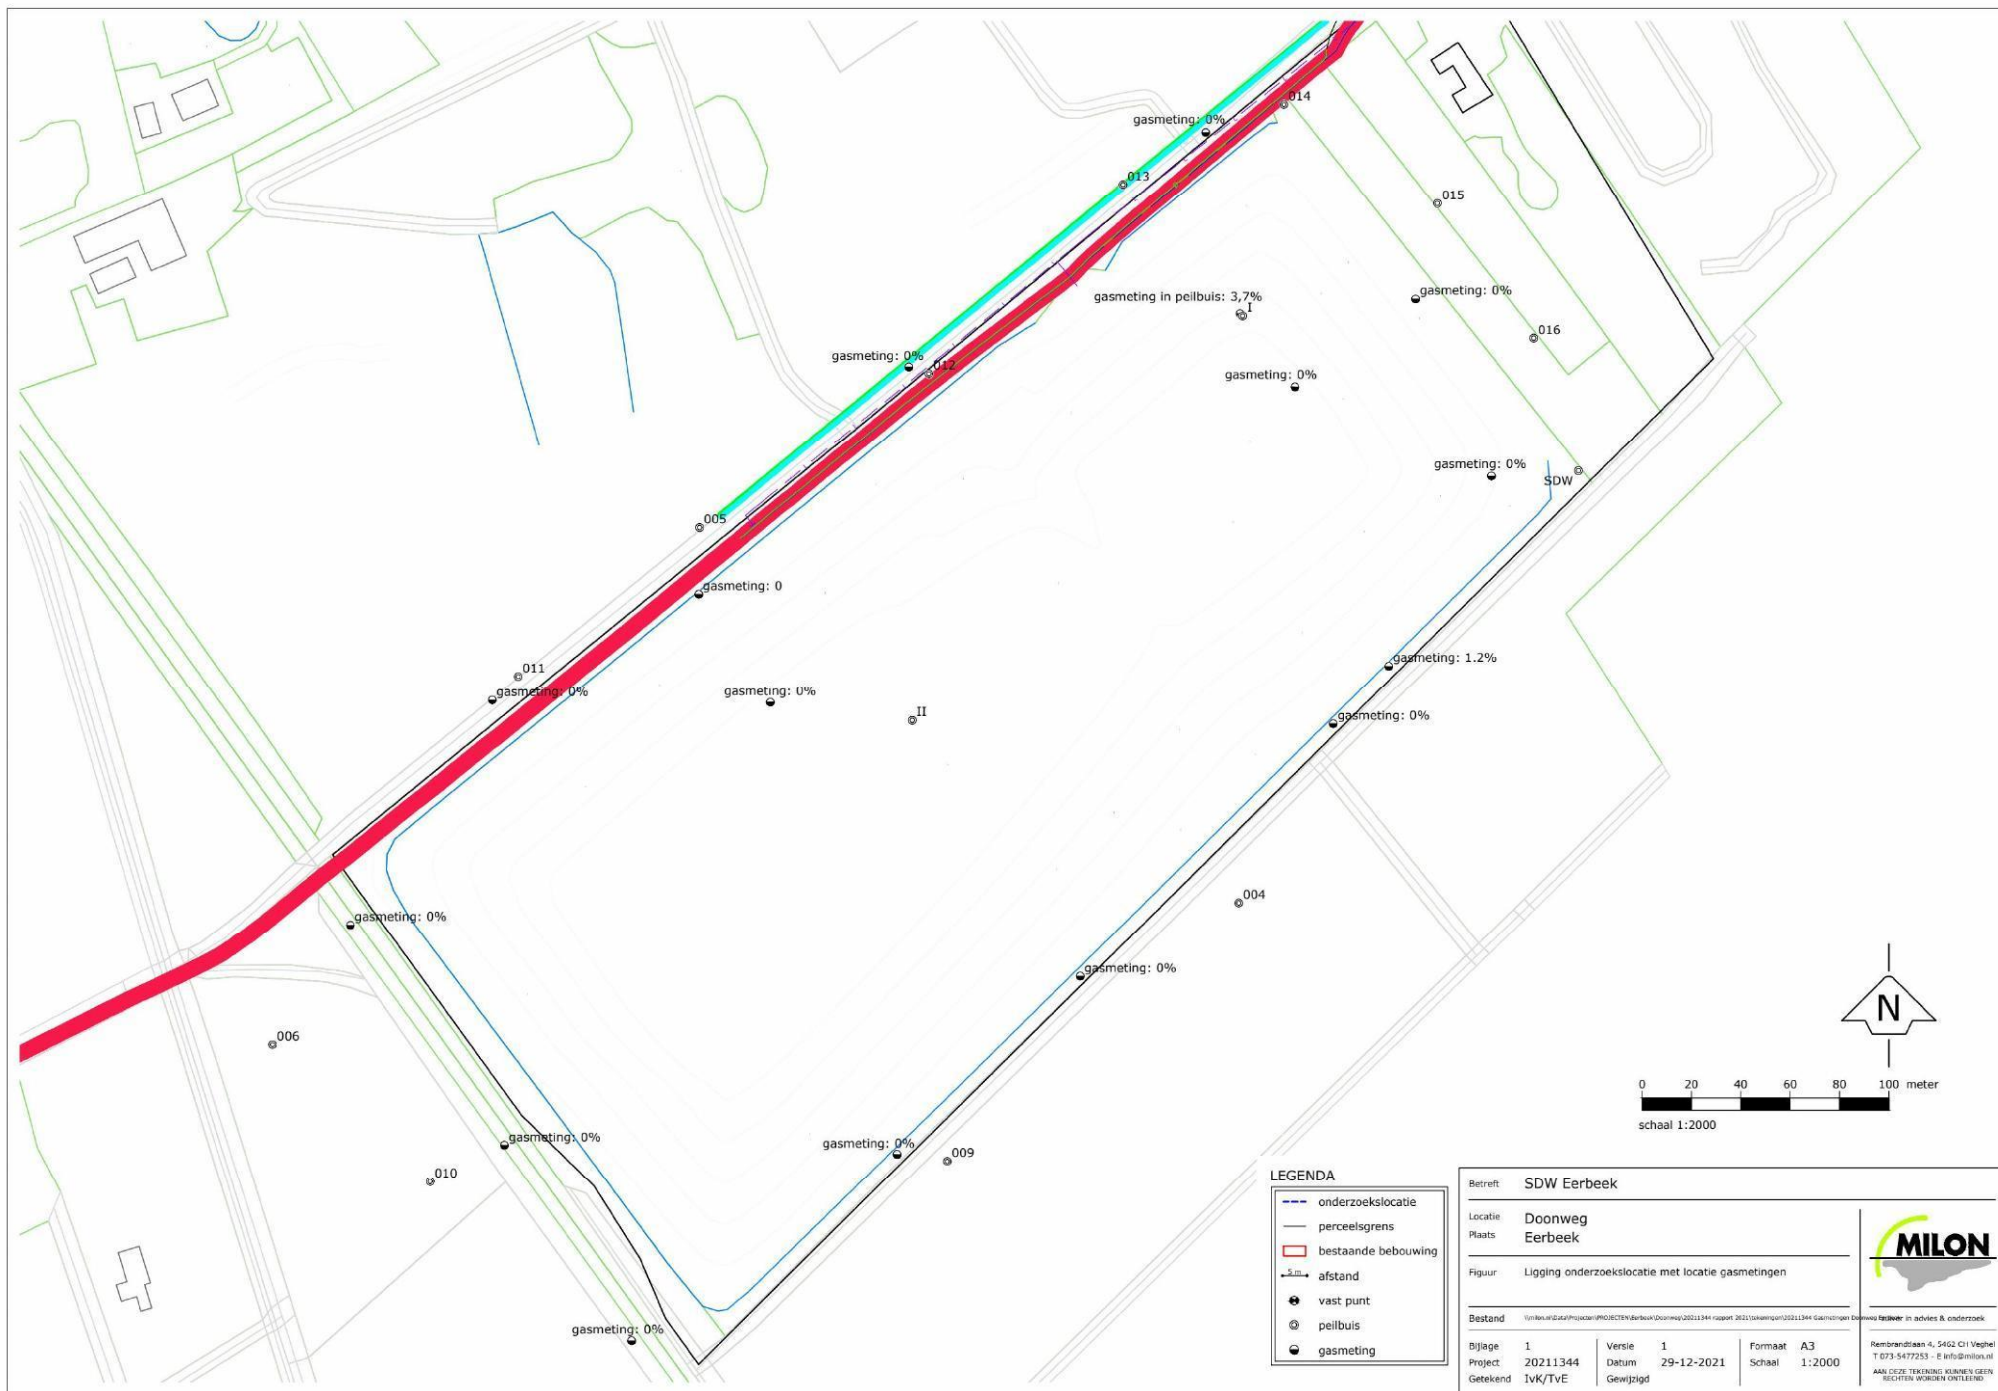 014
gasmeting: 0%
013
015
gasmeting: 0%
gasmeting in peilbuis: 3,7%
I
016
gasmeting: 0%
012
gasmeting: 0%
gasmeting: 0%
SDW
005
gasmeting: 0
gasmeting: 1.2%
011
gasmeting: 0%
gasmeting: 0%
II
gasmeting: 0%
004
gasmeting: 0%
gasmeting: 0%
N
006
0 20 40 60 80 100 meter
schaal 1:2000
gasmeting: 0%
gasmeting: 0%
009
010
gasmeting: 0%
LEGENDA
onderzoekslocatie
perceelsgrens
bestaande bebouwing
5 m afstand
vast punt
peilbuis
gasmeting
Betreft SDW Eerbeek
Locatie Doonweg
Plaats Eerbeek
Figuur Ligging onderzoekslocatie met locatie gasmetingen
Bestand
Bijlage 1 Versie 1 Formaat A3
Project 20211344 Datum 29-12-2021 Schaal 1:2000
Getekend IvK/TvE Gewijzigd
MILON
in advies & onderzoek
Rembrandtlaan 4, 5462 CH Veghel
T 073-5477253 - E info@milon.nl
AAN DEZE TEKENING KUNNEN GEEN
RECHTEN WORDEN ONTLEEND